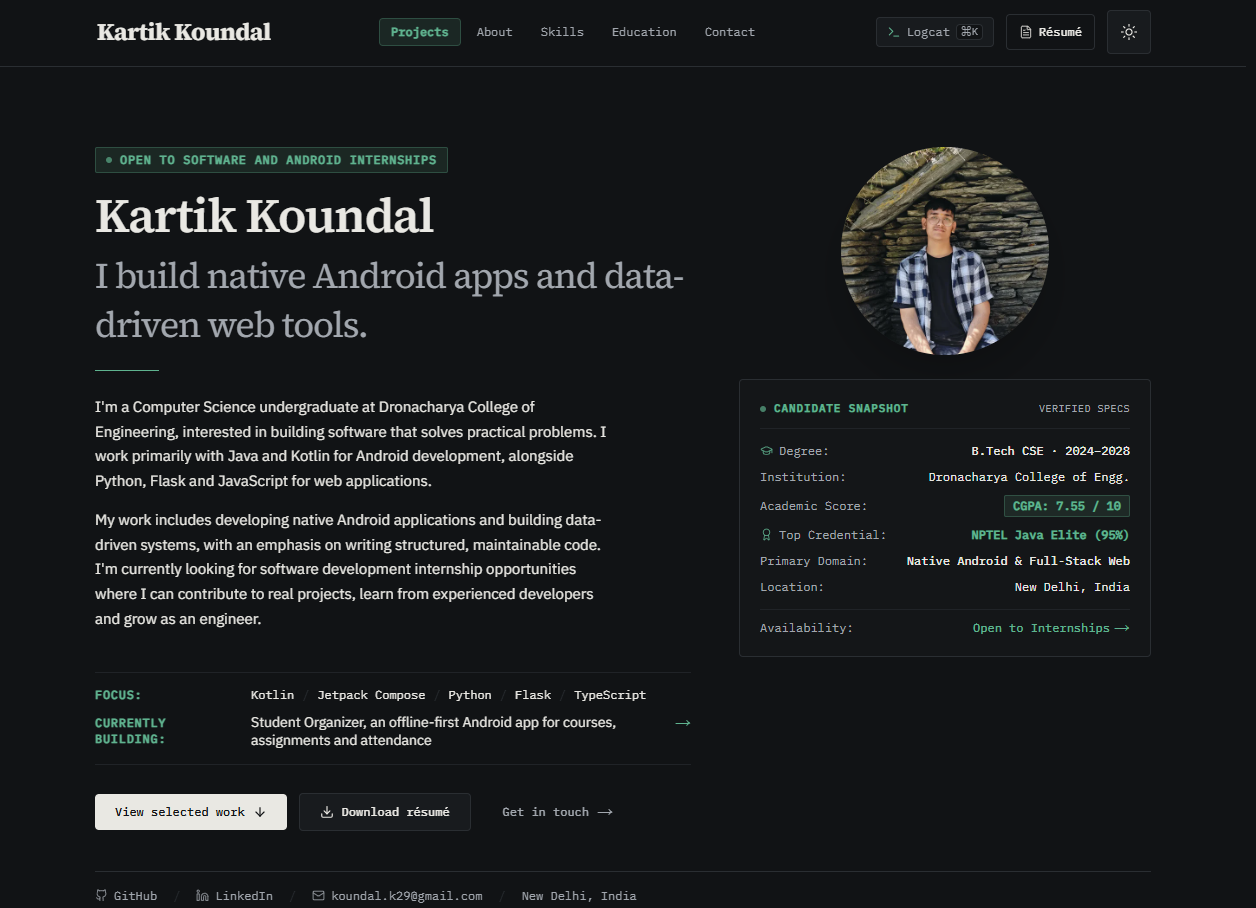 Kartik Koundal
Projects
About
Skills
Education
Contact
Logcat ⌘K
Résumé
OPEN TO SOFTWARE AND ANDROID INTERNSHIPS
Kartik Koundal
I build native Android apps and data-
driven web tools.
I'm a Computer Science undergraduate at Dronacharya College of
Engineering, interested in building software that solves practical problems. I
work primarily with Java and Kotlin for Android development, alongside
Python, Flask and JavaScript for web applications.
My work includes developing native Android applications and building data-
driven systems, with an emphasis on writing structured, maintainable code.
I'm currently looking for software development internship opportunities
where I can contribute to real projects, learn from experienced developers
and grow as an engineer.
FOCUS: Kotlin / Jetpack Compose / Python / Flask / TypeScript
CURRENTLY
BUILDING:
Student Organizer, an offline-first Android app for courses,
assignments and attendance →
View selected work ↓
Download résumé
Get in touch →
CANDIDATE SNAPSHOT
VERIFIED SPECS
Degree: B.Tech CSE · 2024–2028
Institution: Dronacharya College of Engg.
Academic Score: CGPA: 7.55 / 10
Top Credential: NPTEL Java Elite (95%)
Primary Domain: Native Android & Full-Stack Web
Location: New Delhi, India
Availability: Open to Internships →
GitHub / LinkedIn / koundal.k29@gmail.com / New Delhi, India